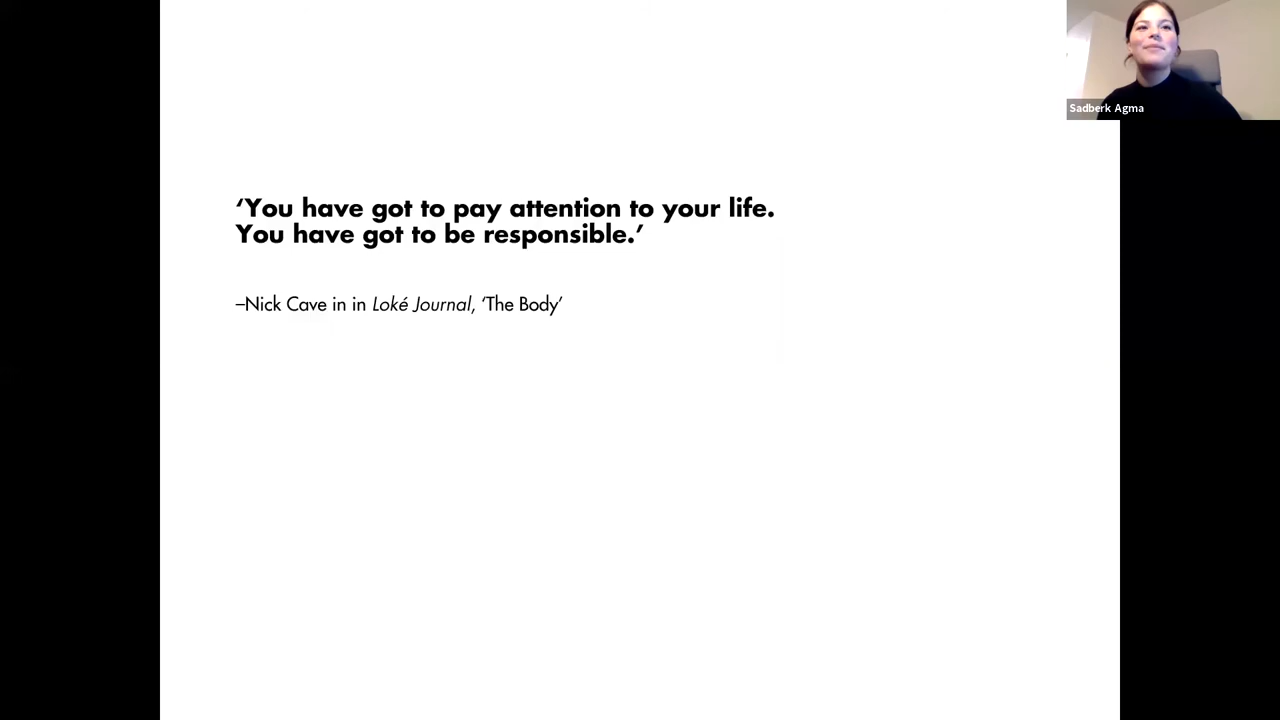 ‘You have got to pay attention to your life.
You have got to be responsible.’
–Nick Cave in in Loké Journal, ‘The Body’
Sadberk Agma